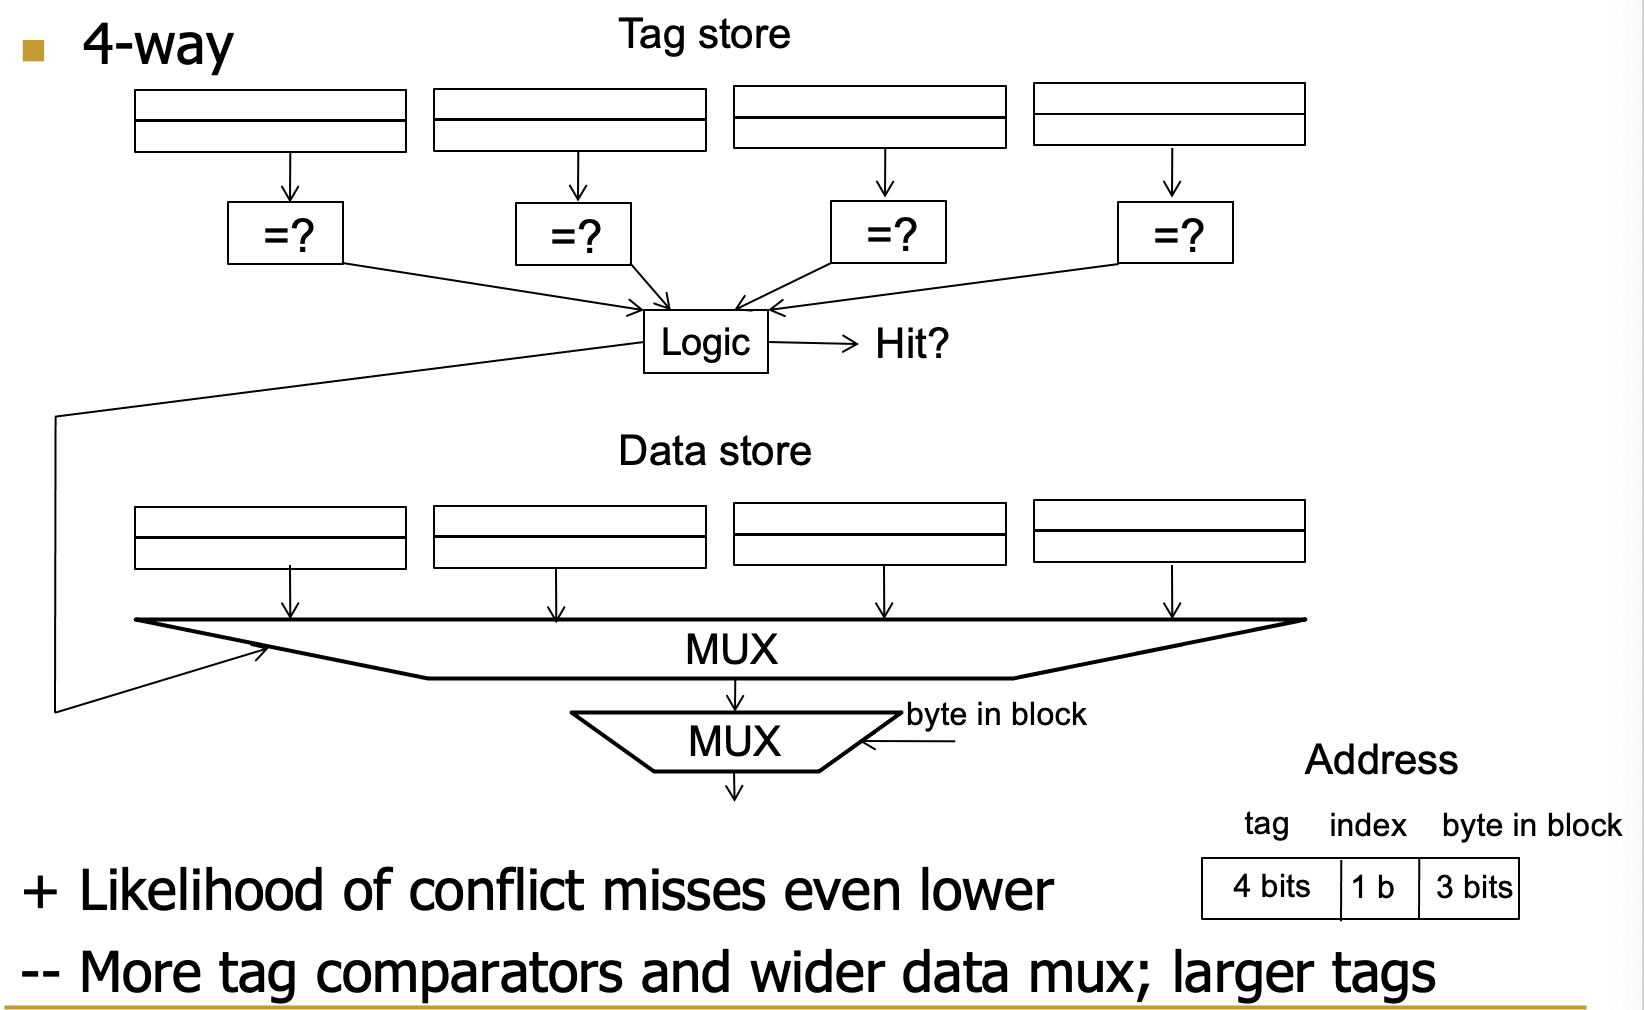 4-way
Tag store
=? =? =? =?
Logic
Hit?
Data store
MUX
MUX
byte in block
Address
tag index byte in block
4 bits 1 b 3 bits
+ Likelihood of conflict misses even lower
-- More tag comparators and wider data mux; larger tags